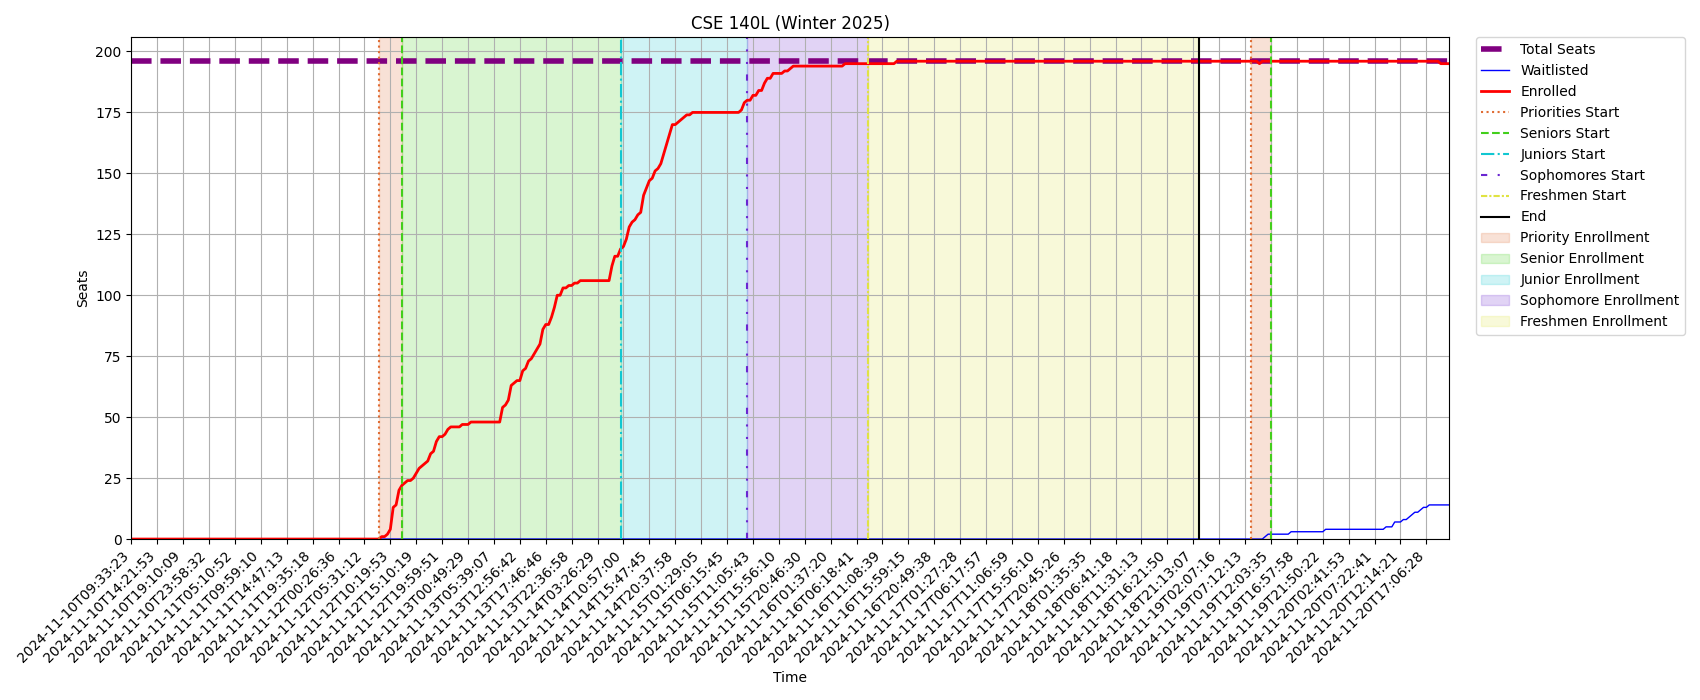 CSE 140L (Winter 2025)
200
175
150
125
100
75
50
25
0
Seats
2024-11-10T09:33:23
2024-11-10T14:21:53
2024-11-10T19:10:09
2024-11-10T23:58:32
2024-11-11T05:10:52
2024-11-11T09:59:10
2024-11-11T14:47:13
2024-11-11T19:35:18
2024-11-12T00:26:36
2024-11-12T05:31:12
2024-11-12T10:19:53
2024-11-12T15:10:19
2024-11-12T19:59:51
2024-11-13T00:49:29
2024-11-13T05:39:07
2024-11-13T12:56:42
2024-11-13T17:46:46
2024-11-13T22:36:58
2024-11-14T03:26:29
2024-11-14T10:57:00
2024-11-14T15:47:45
2024-11-14T20:37:58
2024-11-15T01:29:05
2024-11-15T06:15:45
2024-11-15T11:05:43
2024-11-15T15:56:10
2024-11-15T20:46:30
2024-11-16T01:37:20
2024-11-16T06:18:41
2024-11-16T11:08:39
2024-11-16T15:59:15
2024-11-16T20:49:38
2024-11-17T01:27:28
2024-11-17T06:17:57
2024-11-17T11:06:59
2024-11-17T15:56:10
2024-11-17T20:45:26
2024-11-18T01:35:35
2024-11-18T06:41:18
2024-11-18T11:31:13
2024-11-18T16:21:50
2024-11-18T21:13:07
2024-11-19T02:07:16
2024-11-19T07:12:13
2024-11-19T12:03:35
2024-11-19T16:57:58
2024-11-19T21:50:22
2024-11-20T02:41:53
2024-11-20T07:22:41
2024-11-20T12:14:21
2024-11-20T17:06:28
Time
Total Seats
Waitlisted
Enrolled
Priorities Start
Seniors Start
Juniors Start
Sophomores Start
Freshmen Start
End
Priority Enrollment
Senior Enrollment
Junior Enrollment
Sophomore Enrollment
Freshmen Enrollment